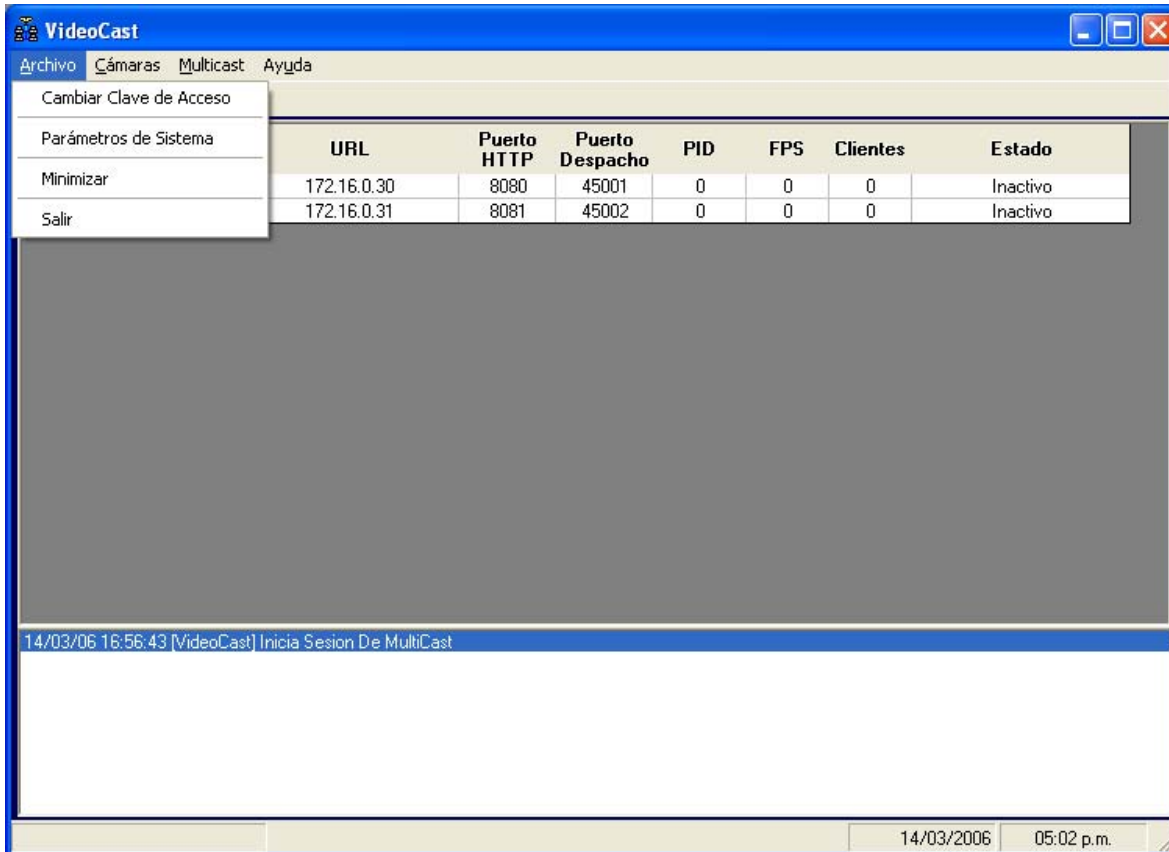 VideoCast
Archivo Cámaras Multicast Ayuda
Cambiar Clave de Acceso
Parámetros de Sistema
Minimizar
Salir
URL Puerto HTTP Puerto Despacho PID FPS Clientes Estado
172.16.0.30 8080 45001 0 0 0 Inactivo
172.16.0.31 8081 45002 0 0 0 Inactivo
14/03/06 16:56:43 [VideoCast] Inicia Sesion De MultiCast
14/03/2006 05:02 p.m.